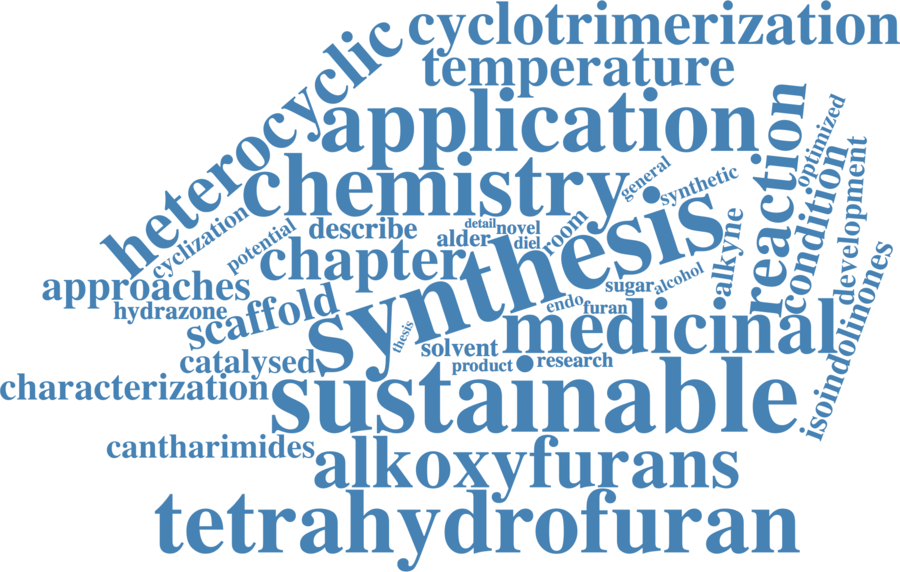 cyclotrimerization
temperature
heterocyclic
application
chemistry
reaction
optimized
condition
development
general
synthetic
synthesis
cyclization
potential
describe
detail
novel
alder
diel
room
alkyne
chapter
approaches
hydrazone
scaffold
sugar
alcohol
endo
furan
medicinal
isoindolinones
thesis
solvent
catalysed
product
research
characterization
sustainable
cantharimides
alkoxyfurans
tetrahydrofuran